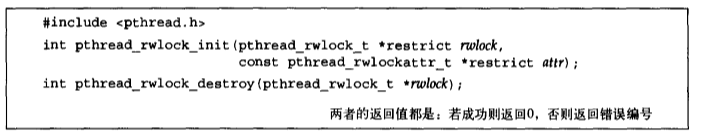 #include <pthread.h>
int pthread_rwlock_init(pthread_rwlock_t *restrict rwlock,
const pthread_rwlockattr_t *restrict attr);
int pthread_rwlock_destroy(pthread_rwlock_t *rwlock);
两者的返回值都是：若成功则返回0，否则返回错误编号